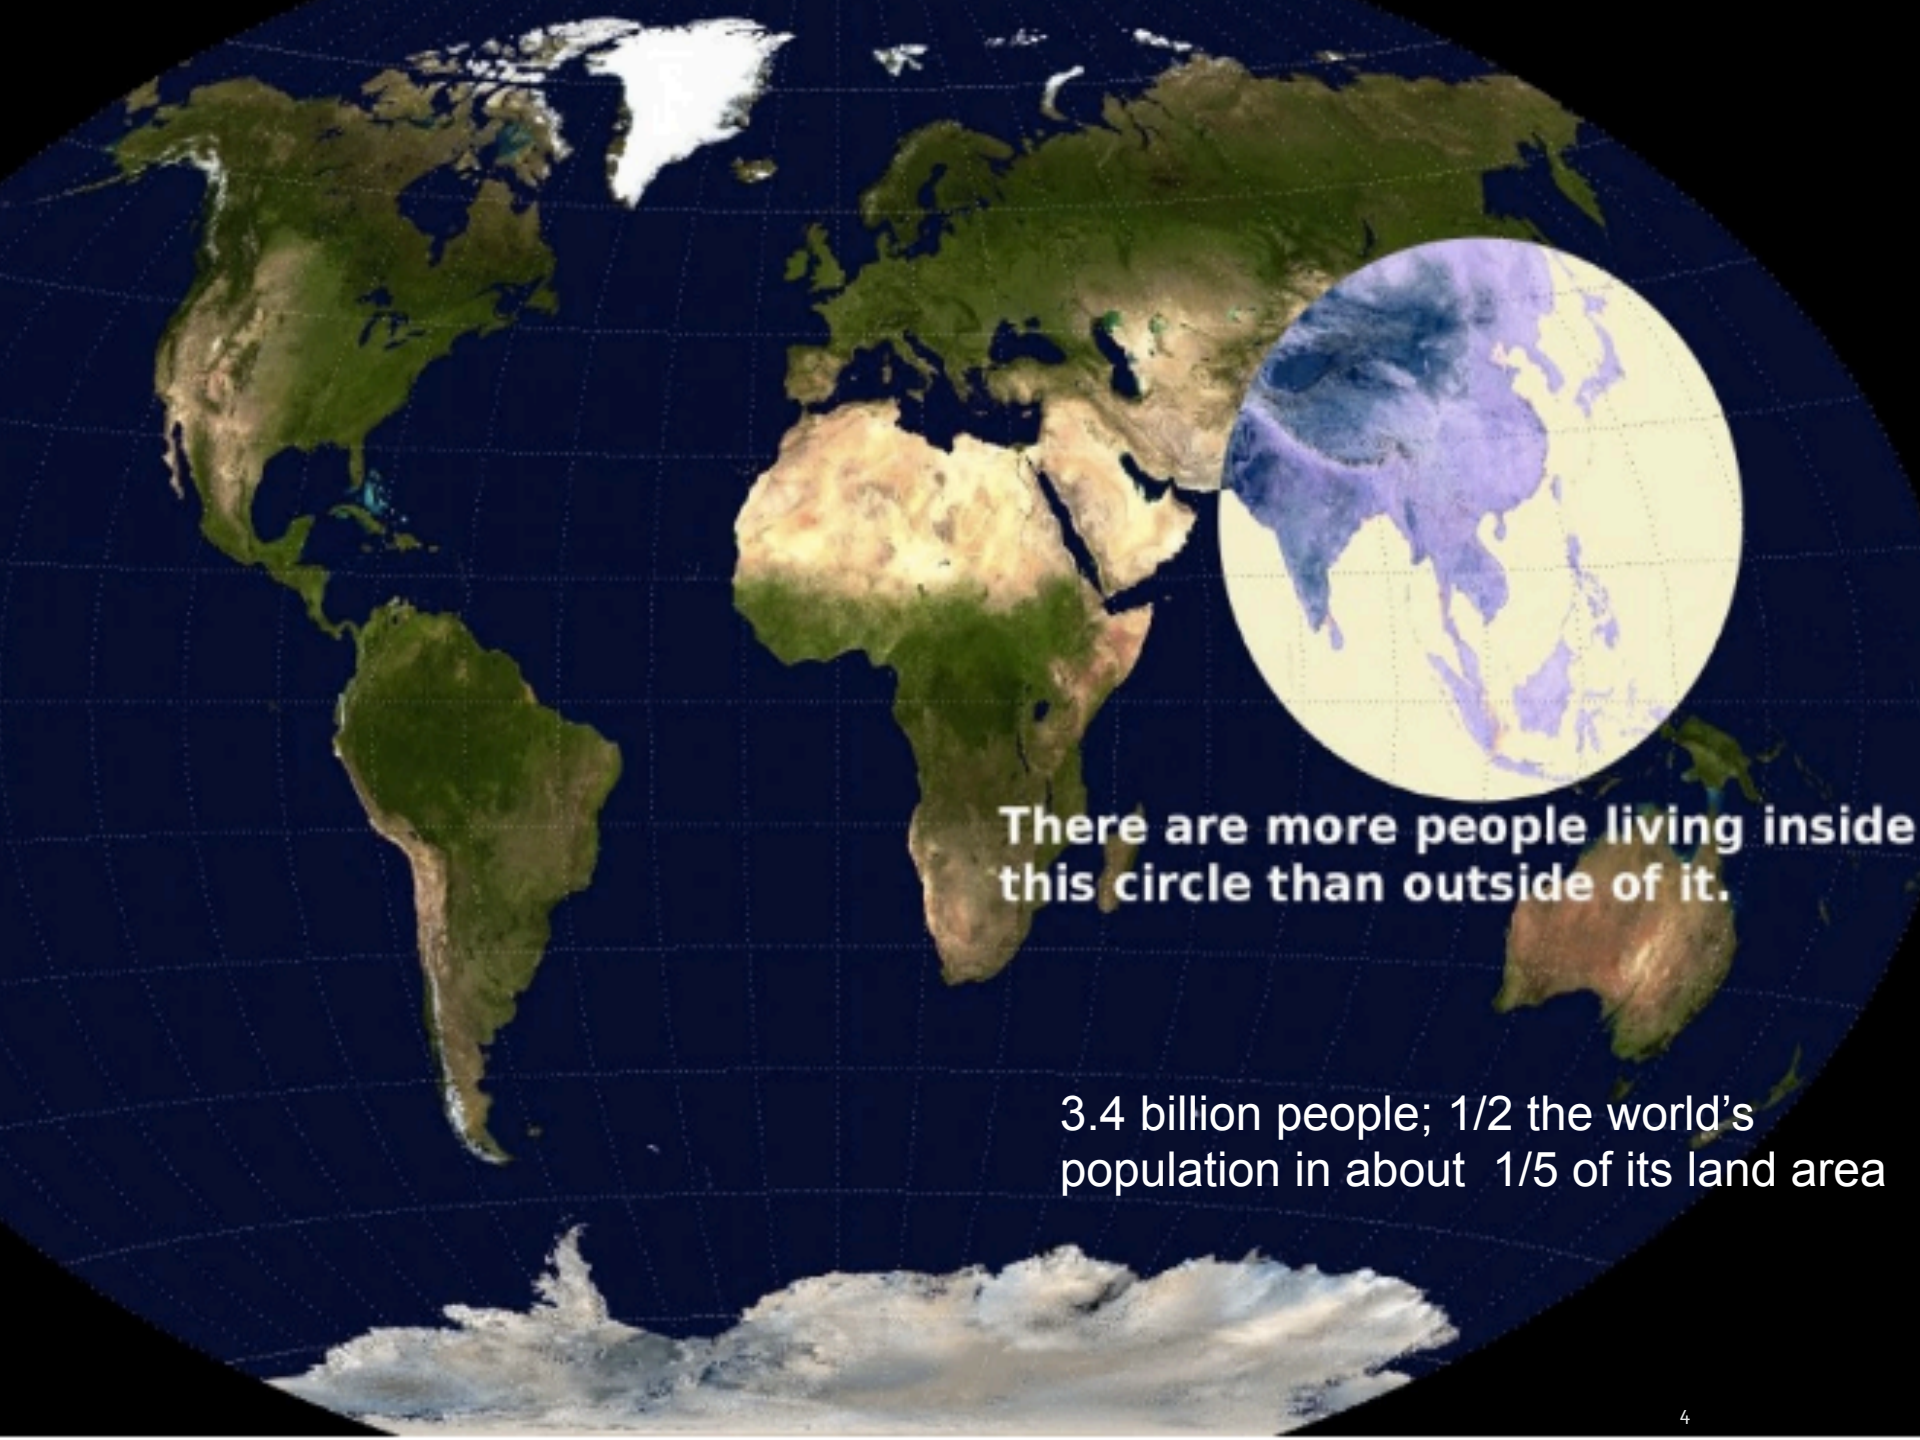 There are more people living inside
this circle than outside of it.
3.4 billion people; 1/2 the world’s
population in about  1/5 of its land area
4